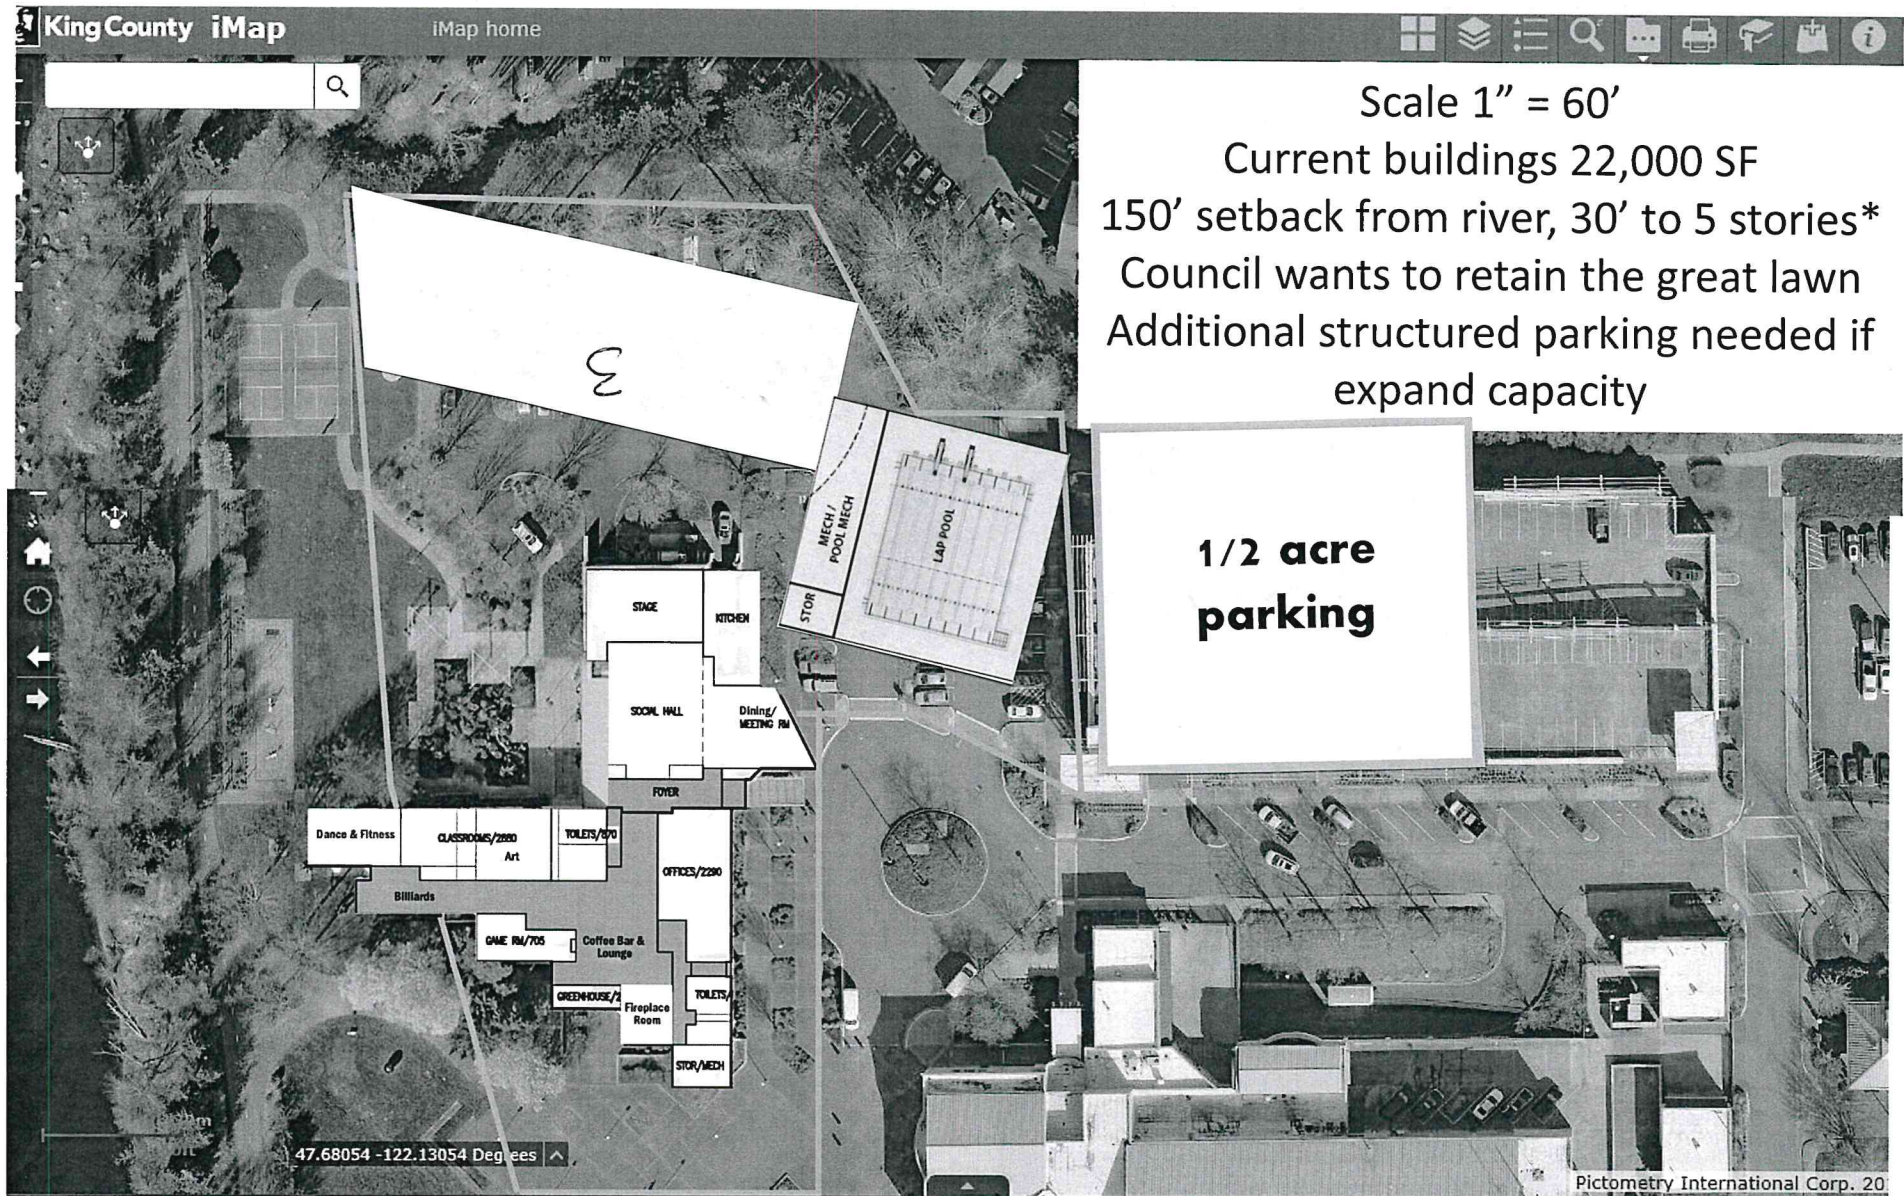 King County iMap
iMap home
Scale 1" = 60'
Current buildings 22,000 SF
150' setback from river, 30' to 5 stories*
Council wants to retain the great lawn
Additional structured parking needed if
expand capacity
3
MECH /
POOL MECH
STOR
LAP POOL
1/2 acre
parking
STAGE
KITCHEN
SOCIAL HALL
Dining/
MEETING RM
FOYER
Dance & Fitness
CLASSROOMS/2880
Art
TOILETS/870
OFFICES/2290
Billiards
GAME RM/705
Coffee Bar &
Lounge
GREENHOUSE/2
Fireplace
Room
TOILETS/
STOR/MECH
47.68054 -122.13054 Degrees
Pictometry International Corp. 20